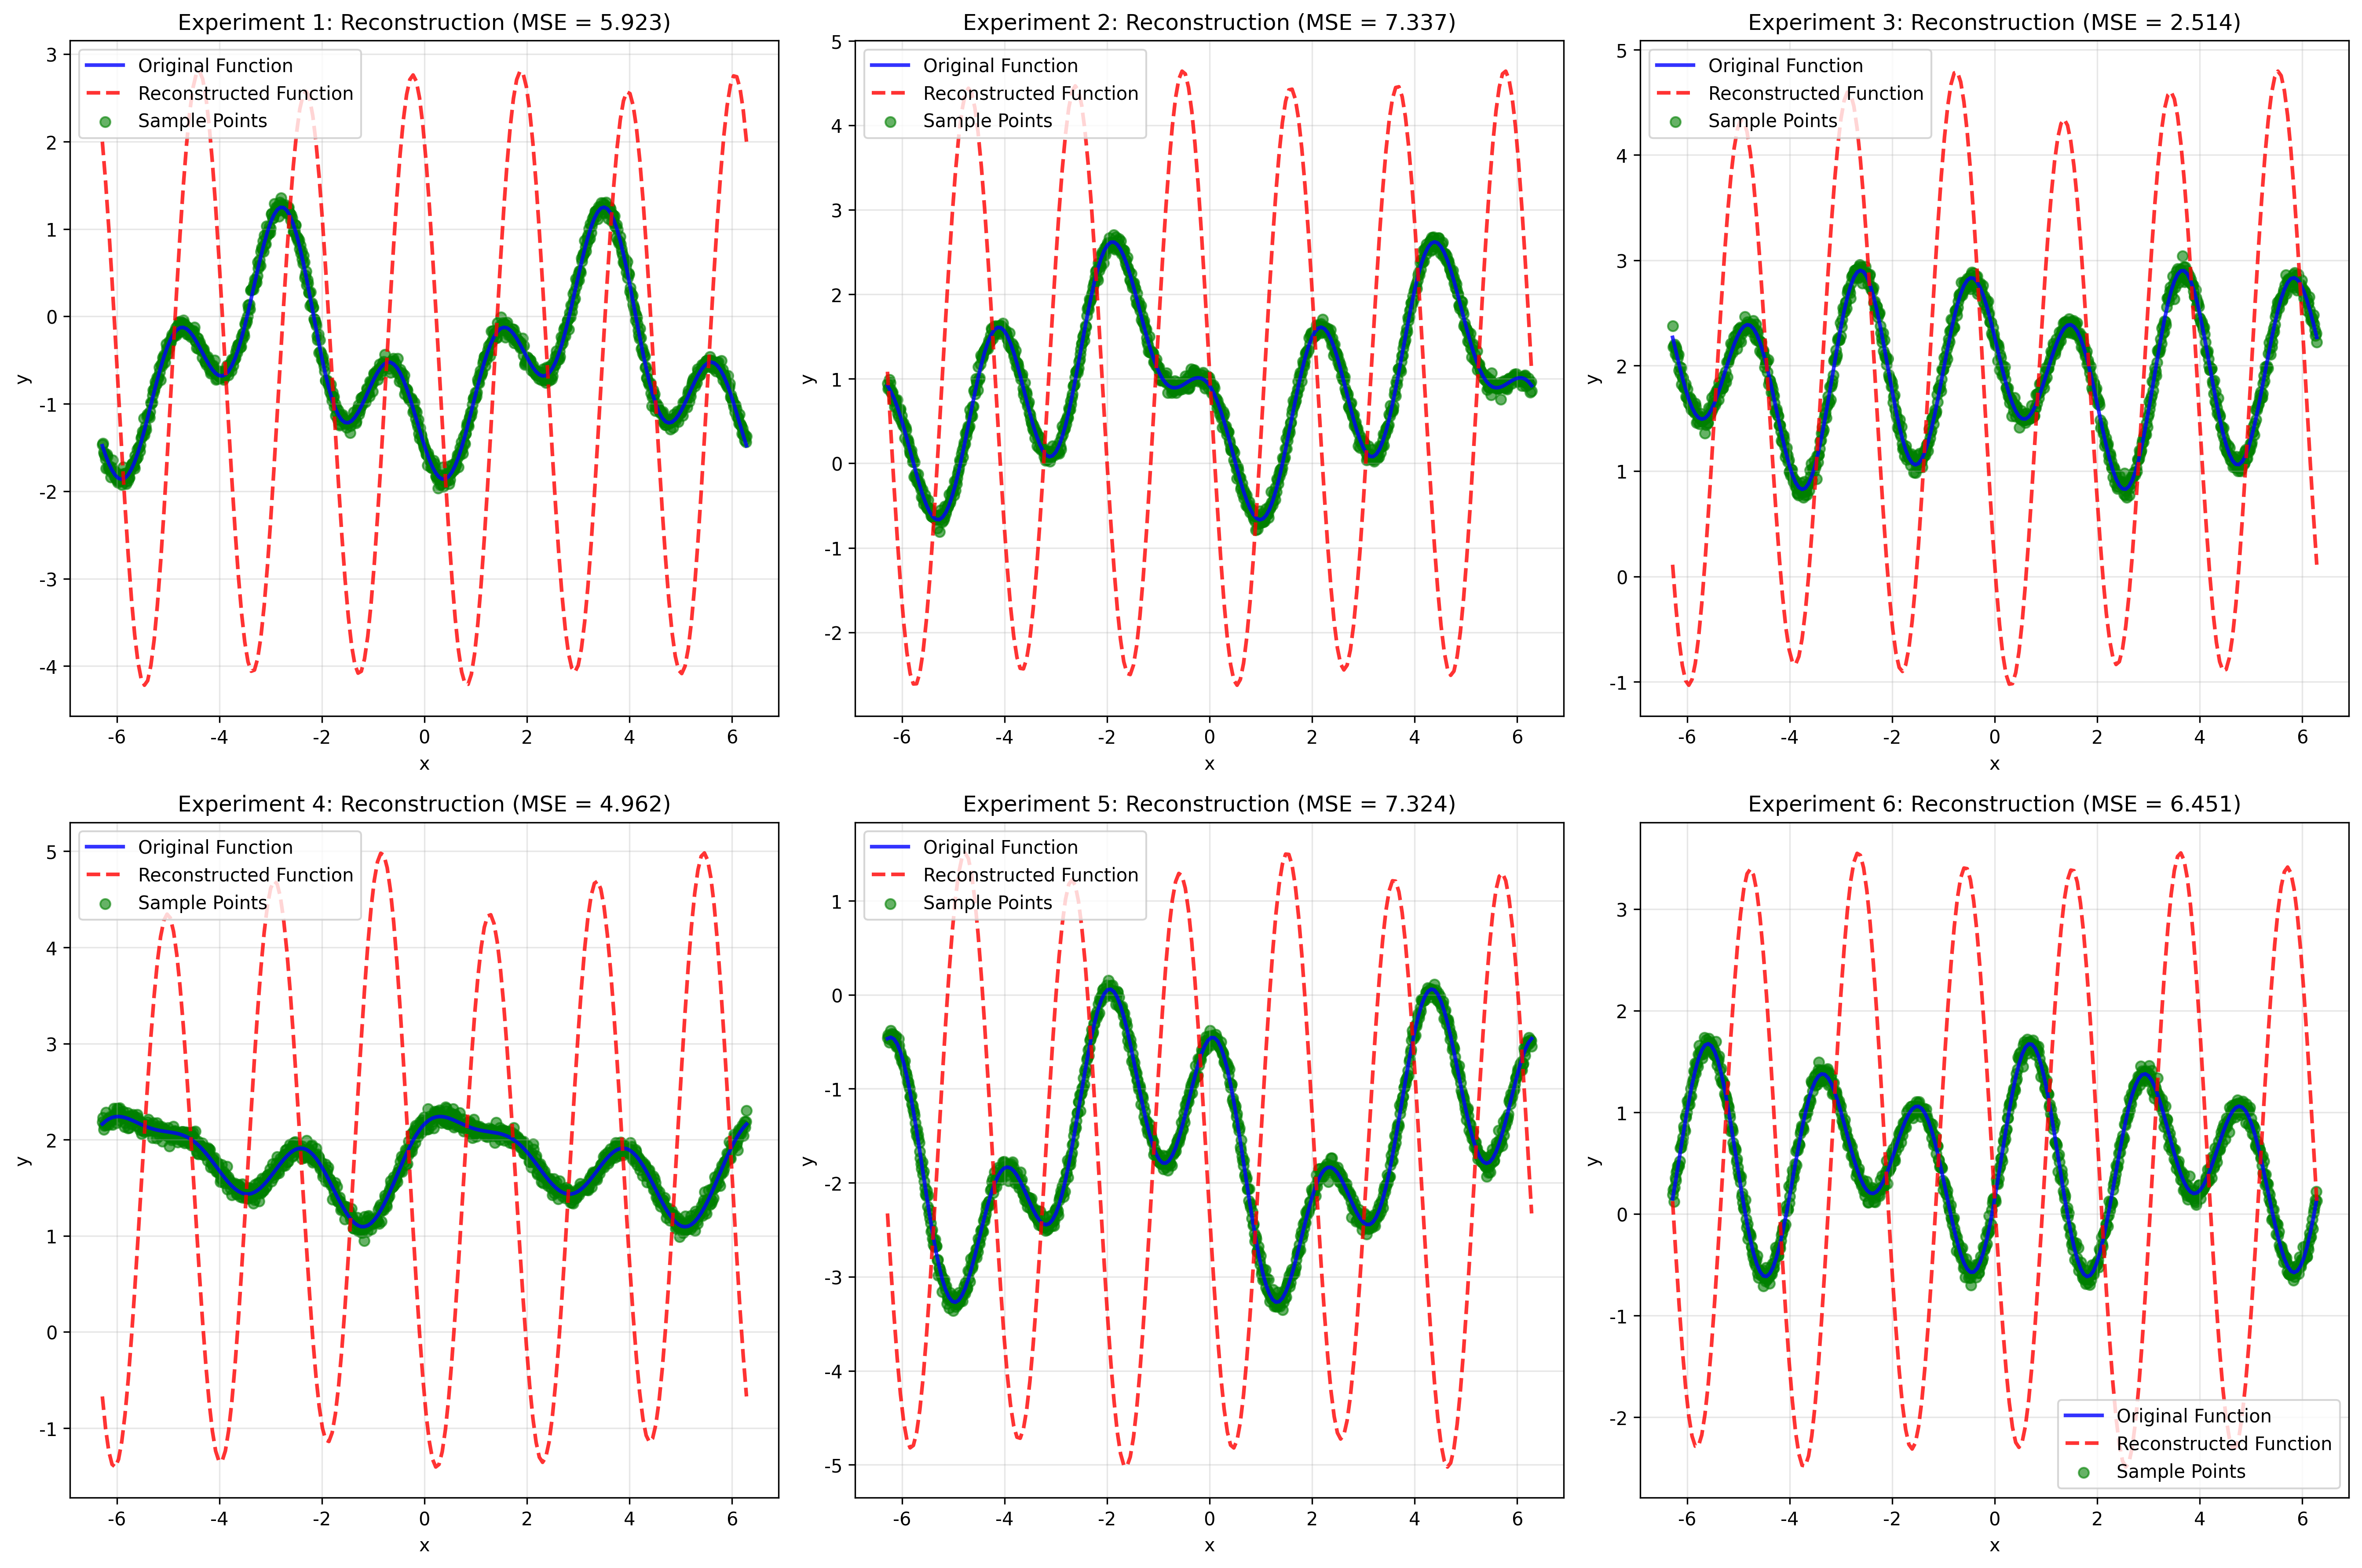 Experiment 1: Reconstruction (MSE = 5.923)
Original Function
Reconstructed Function
Sample Points
3
2
1
0
-1
-2
-3
-4
y
-6 -4 -2 0 2 4 6
x
Experiment 2: Reconstruction (MSE = 7.337)
Original Function
Reconstructed Function
Sample Points
5
4
3
2
1
0
-1
-2
y
-6 -4 -2 0 2 4 6
x
Experiment 3: Reconstruction (MSE = 2.514)
Original Function
Reconstructed Function
Sample Points
5
4
3
2
1
0
-1
y
-6 -4 -2 0 2 4 6
x
Experiment 4: Reconstruction (MSE = 4.962)
Original Function
Reconstructed Function
Sample Points
5
4
3
2
1
0
-1
y
-6 -4 -2 0 2 4 6
x
Experiment 5: Reconstruction (MSE = 7.324)
Original Function
Reconstructed Function
Sample Points
1
0
-1
-2
-3
-4
-5
y
-6 -4 -2 0 2 4 6
x
Experiment 6: Reconstruction (MSE = 6.451)
3
2
1
0
-1
-2
y
Original Function
Reconstructed Function
Sample Points
-6 -4 -2 0 2 4 6
x